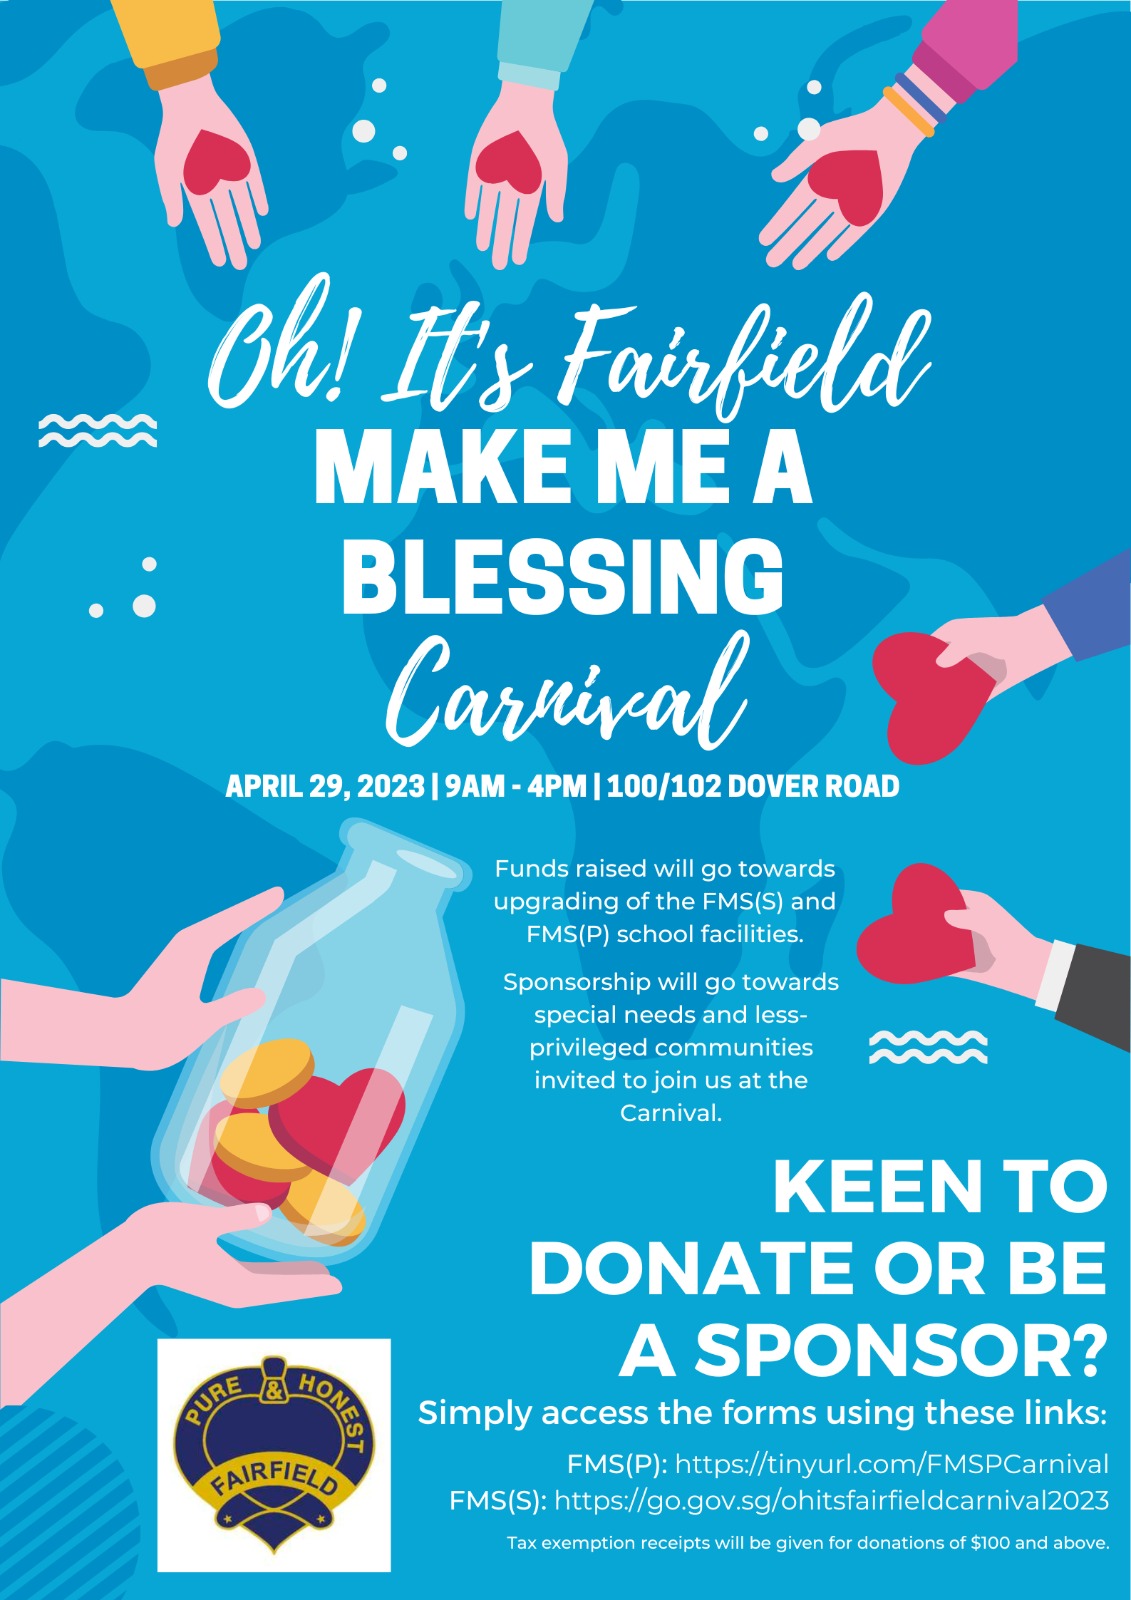 Oh! It's Fairfield
MAKE ME A
BLESSING
Carnival
APRIL 29, 2023 | 9AM - 4PM | 100/102 DOVER ROAD
Funds raised will go towards
upgrading of the FMS(S) and
FMS(P) school facilities.
Sponsorship will go towards
special needs and less-
privileged communities
invited to join us at the
Carnival.
KEEN TO
DONATE OR BE
A SPONSOR?
Simply access the forms using these links:
FMS(P): https://tinyurl.com/FMSPCarnival
FMS(S): https://go.gov.sg/ohitsfairfieldcarnival2023
Tax exemption receipts will be given for donations of $100 and above.
PURE & HONEST
FAIRFIELD